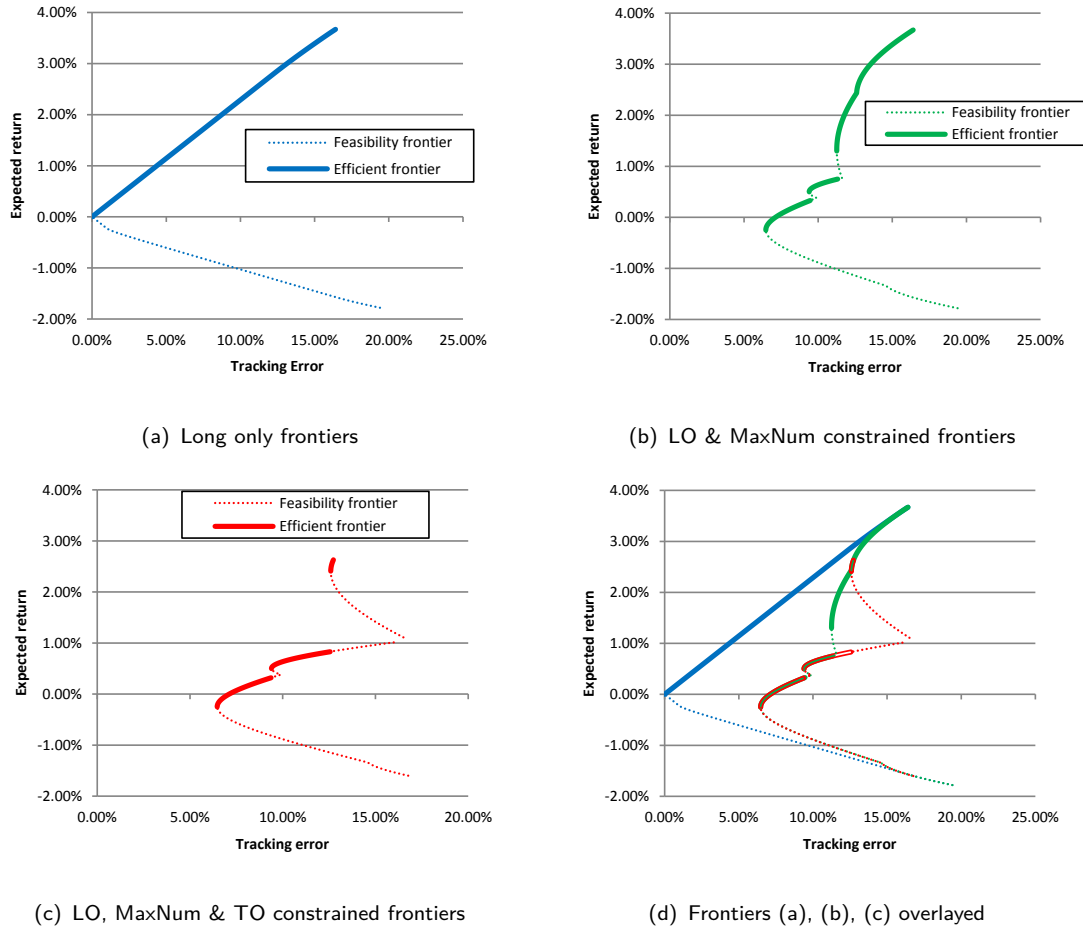 4.00%
3.00%
2.00%
1.00%
0.00%
-1.00%
-2.00%
Expected return
Feasibility frontier
Efficient frontier
0.00% 5.00% 10.00% 15.00% 20.00% 25.00%
Tracking Error
(a) Long only frontiers
4.00%
3.00%
2.00%
1.00%
0.00%
-1.00%
-2.00%
Expected return
Feasibility frontier
Efficient frontier
0.00% 5.00% 10.00% 15.00% 20.00% 25.00%
Tracking error
(b) LO & MaxNum constrained frontiers
4.00%
3.00%
2.00%
1.00%
0.00%
-1.00%
-2.00%
Expected return
Feasibility frontier
Efficient frontier
0.00% 5.00% 10.00% 15.00% 20.00%
Tracking error
(c) LO, MaxNum & TO constrained frontiers
4.00%
3.00%
2.00%
1.00%
0.00%
-1.00%
-2.00%
Expected return
0.00% 5.00% 10.00% 15.00% 20.00% 25.00%
Tracking error
(d) Frontiers (a), (b), (c) overlayed